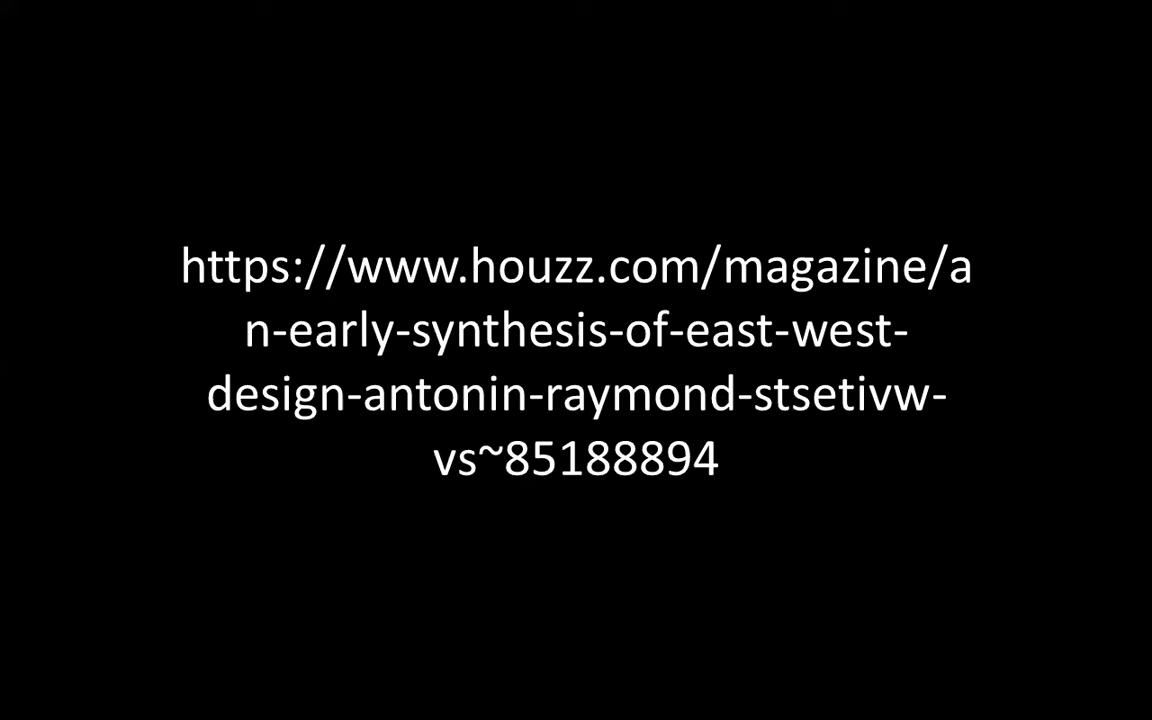 https://www.houzz.com/magazine/a
n-early-synthesis-of-east-west-
design-antonin-raymond-stsetivw-
vs~85188894